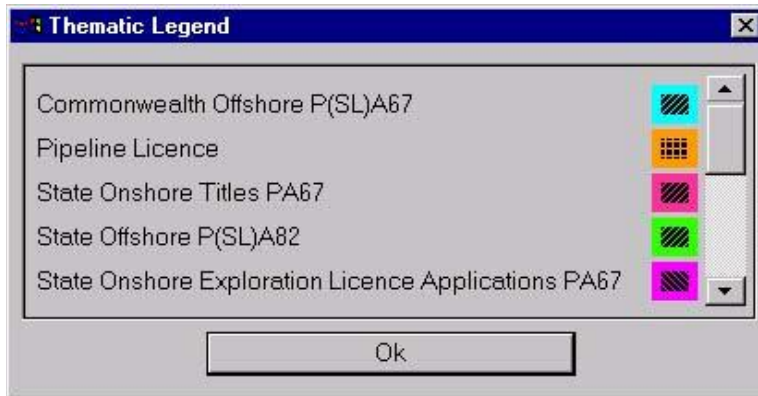 Thematic Legend
Commonwealth Offshore P(SL)A67
Pipeline Licence
State Onshore Titles PA67
State Offshore P(SL)A82
State Onshore Exploration Licence Applications PA67
Ok